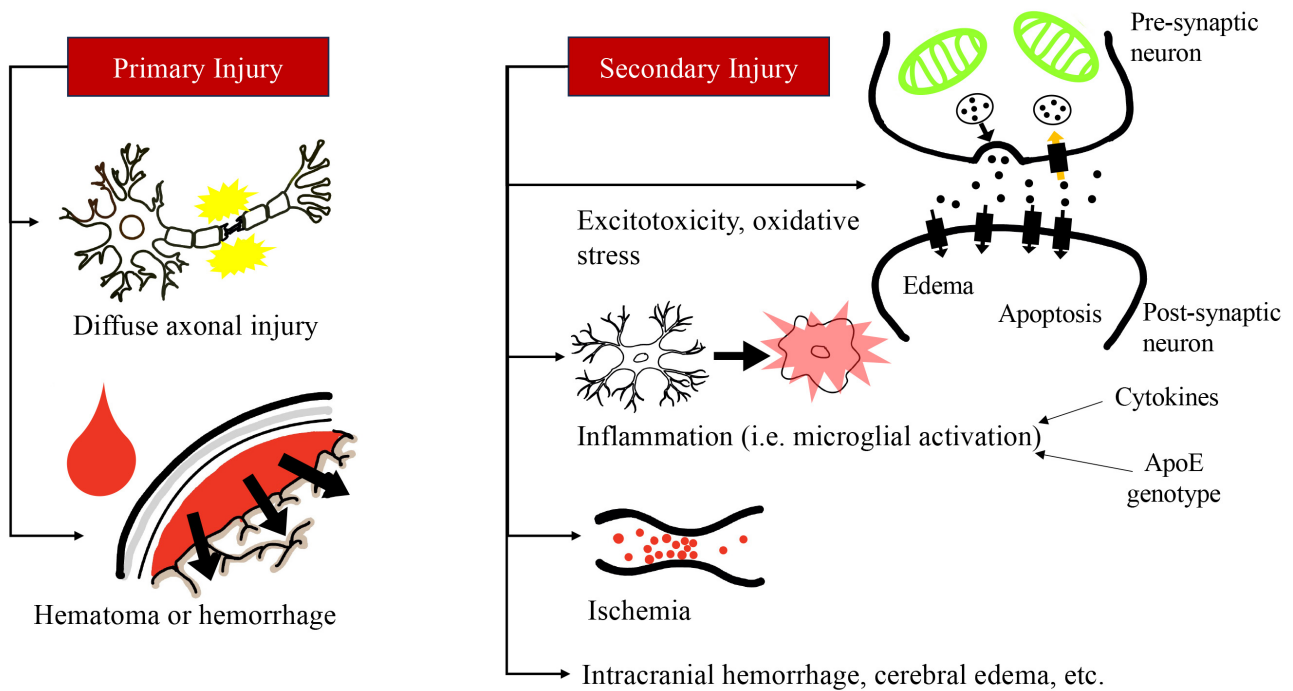 Primary Injury
Diffuse axonal injury
Hematoma or hemorrhage
Secondary Injury
Pre-synaptic
neuron
Excitotoxicity, oxidative
stress
Edema
Apoptosis
Post-synaptic
neuron
Inflammation (i.e. microglial activation)
Cytokines
ApoE
genotype
Ischemia
Intracranial hemorrhage, cerebral edema, etc.